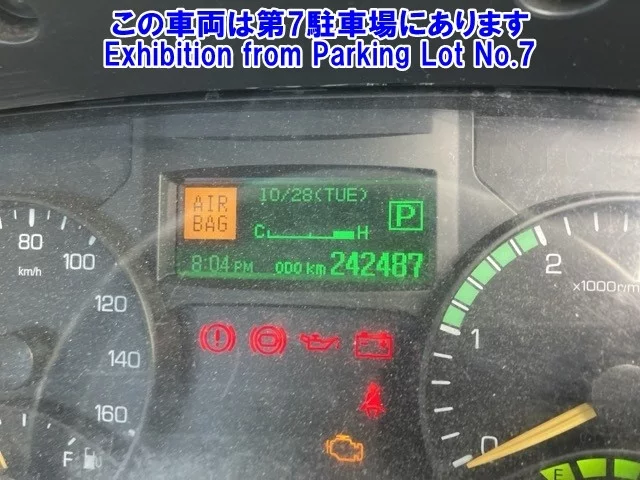 この車両は第7駐車場にあります
Exhibition from Parking Lot No.7
AIR
BAG
10/28(TUE)
P
C H
8:04 PM ODO km 242487
80
km/h
100
120
140
160
F
2
x1000r/m
1
0
E